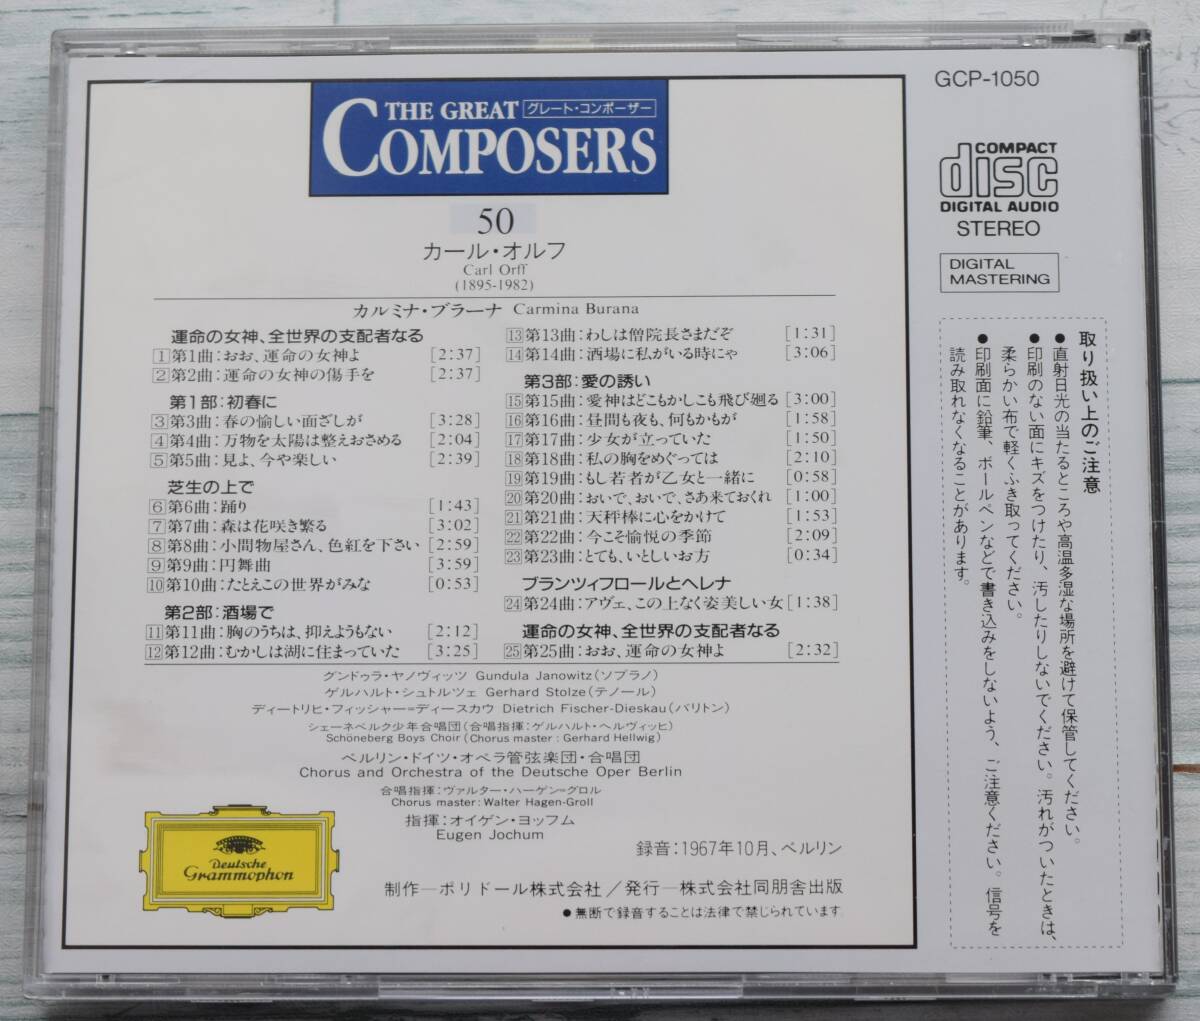 THE GREAT グレート・コンポーザー
COMPOSERS
50
カール・オルフ
Carl Orff
(1895-1982)
カルミナ・ブラーナ Carmina Burana
運命の女神、全世界の支配者なる
1 第1曲:おお、運命の女神よ [2:37]
2 第2曲:運命の女神の傷手を [2:37]
第1部:初春に
3 第3曲:春の愉しい面ざしが [3:28]
4 第4曲:万物を太陽は整えおさめる [2:04]
5 第5曲:見よ、今や楽しい [2:39]
芝生の上で
6 第6曲:踊り [1:43]
7 第7曲:森は花咲き繁る [3:02]
8 第8曲:小間物屋さん、色紅を下さい [2:59]
9 第9曲:円舞曲 [3:59]
10 第10曲:たとえこの世界がみな [0:53]
第2部:酒場で
11 第11曲:胸のうちは、抑えようもない [2:12]
12 第12曲:むかしは湖に住まっていた [3:25]
13 第13曲:わしは僧院長さまだぞ [1:31]
14 第14曲:酒場に私がいる時にゃ [3:06]
第3部:愛の誘い
15 第15曲:愛神はどこもかしこも飛び廻る [3:00]
16 第16曲:昼間も夜も、何もかもが [1:58]
17 第17曲:少女が立っていた [1:50]
18 第18曲:私の胸をめぐっては [2:10]
19 第19曲:もし若者が乙女と一緒に [0:58]
20 第20曲:おいで、おいで、さあ来ておくれ [1:00]
21 第21曲:天秤棒に心をかけて [1:53]
22 第22曲:今こそ愉悦の季節 [2:09]
23 第23曲:とても、いとしいお方 [0:34]
ブランツィフロールとヘレナ
24 第24曲:アヴェ、この上なく姿美しい女 [1:38]
運命の女神、全世界の支配者なる
25 第25曲:おお、運命の女神よ [2:32]
グンドゥラ・ヤノヴィッツ Gundula Janowitz(ソプラノ)
ゲルハルト・シュトルツェ Gerhard Stolze(テノール)
ディートリヒ・フィッシャー=ディースカウ Dietrich Fischer-Dieskau(バリトン)
シェーネベルク少年合唱団(合唱指揮:ゲルハルト・ヘルヴィッヒ)
Schöneberg Boys Choir (Chorus master: Gerhard Hellwig)
ベルリン・ドイツ・オペラ管弦楽団・合唱団
Chorus and Orchestra of the Deutsche Oper Berlin
合唱指揮:ヴァルター・ハーゲン=グロル
Chorus master: Walter Hagen-Groll
指揮:オイゲン・ヨッフム
Eugen Jochum
録音:1967年10月、ベルリン
Deutsche
Grammophon
制作—ポリドール株式会社/発行—株式会社同朋舎出版
●無断で録音することは法律で禁じられています。
GCP-1050
COMPACT
disc
DIGITAL AUDIO
STEREO
DIGITAL
MASTERING
取り扱い上のご注意
●直射日光の当たるところや高温多湿な場所を避けて保管してください。
●印刷のない面にキズをつけたり、汚したりしないでください。汚れがついたときは、
柔らかい布で軽くふき取ってください。
●印刷面に鉛筆、ボールペンなどで書き込みをしないよう、ご注意ください。信号を
読み取れなくなることがあります。